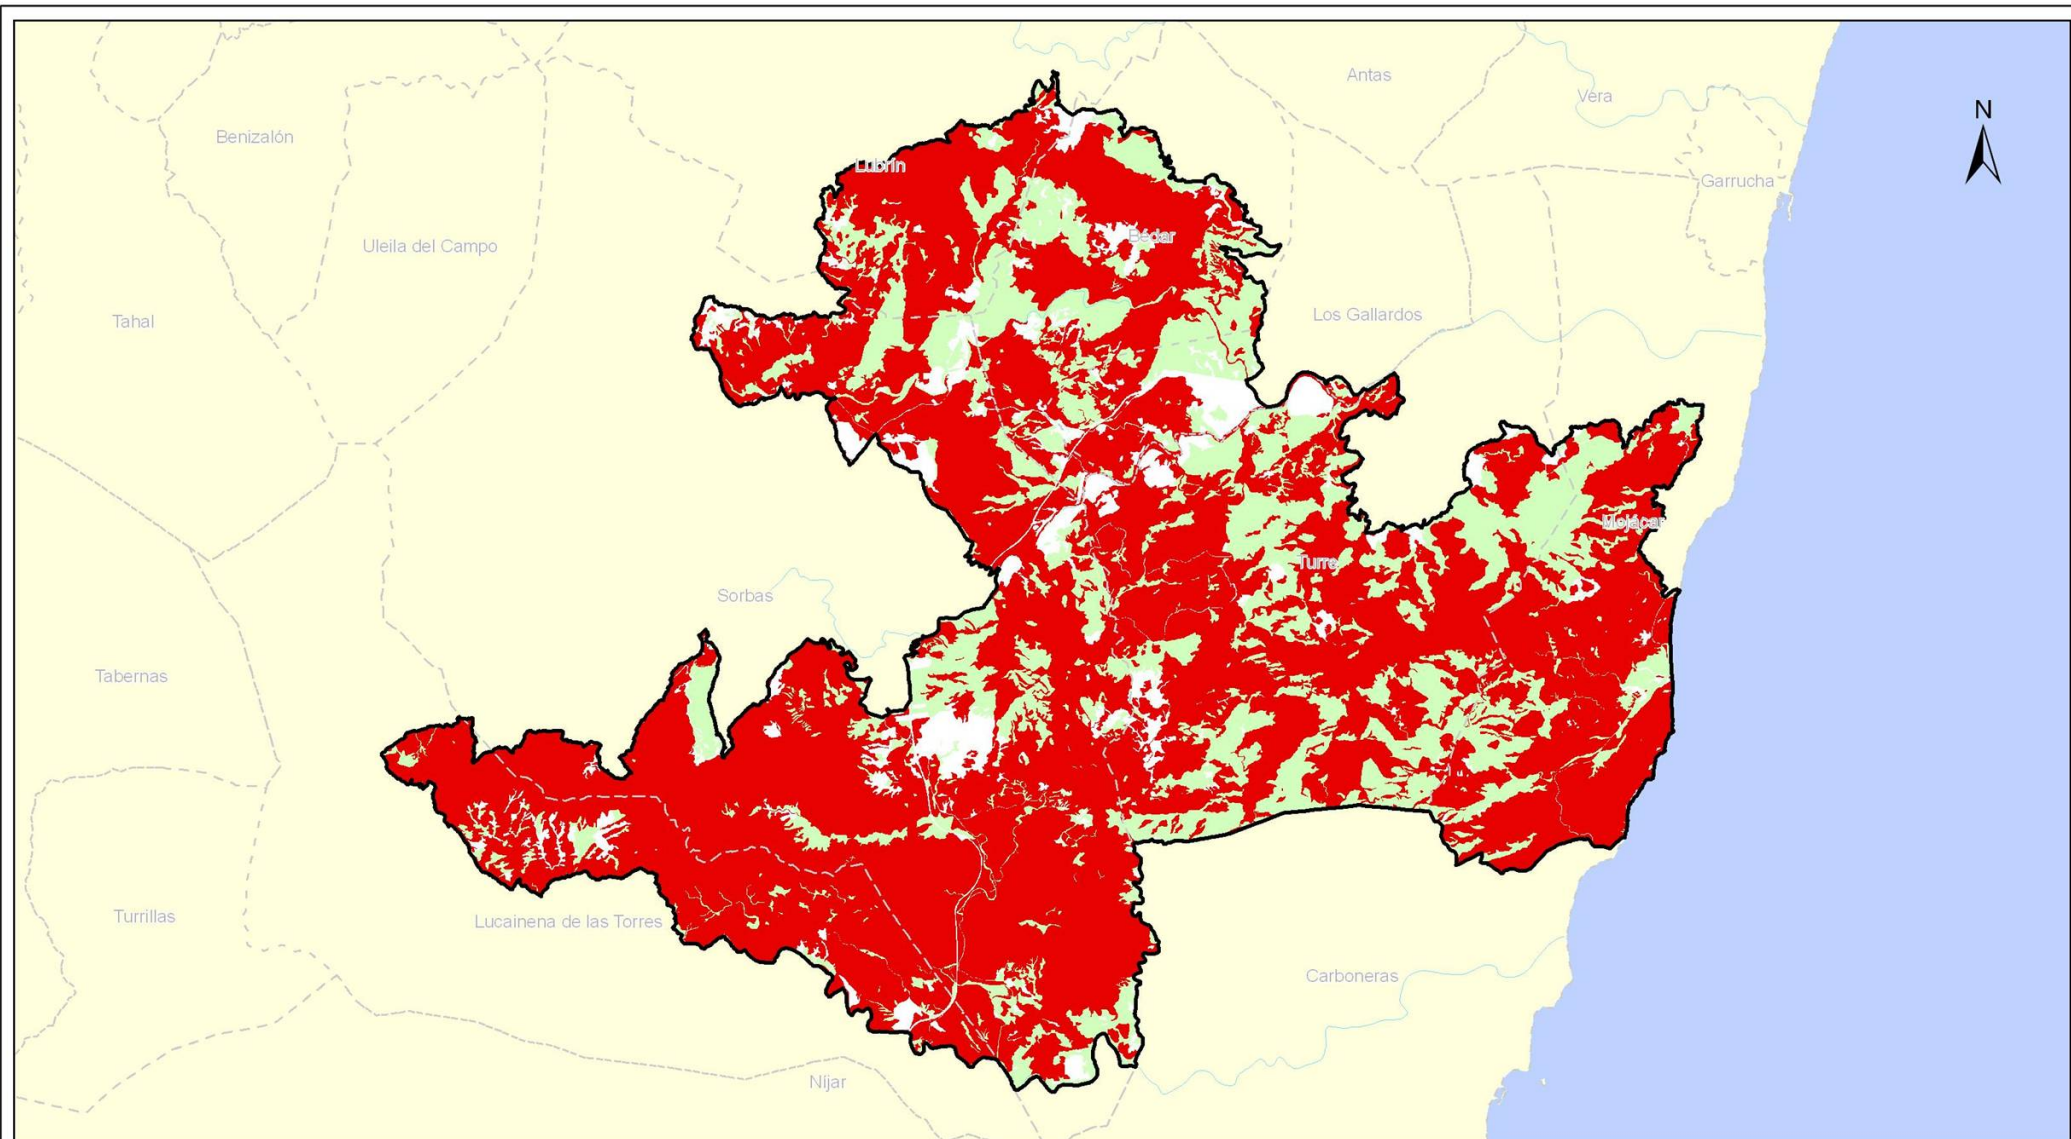 Antas
Vera
N
Benizalón
Lubrín
Garrucha
Bédar
Uleila del Campo
Los Gallardos
Tahal
Mojácar
Turre
Sorbas
Tabernas
Turrillas
Lucainena de las Torres
Carboneras
Níjar